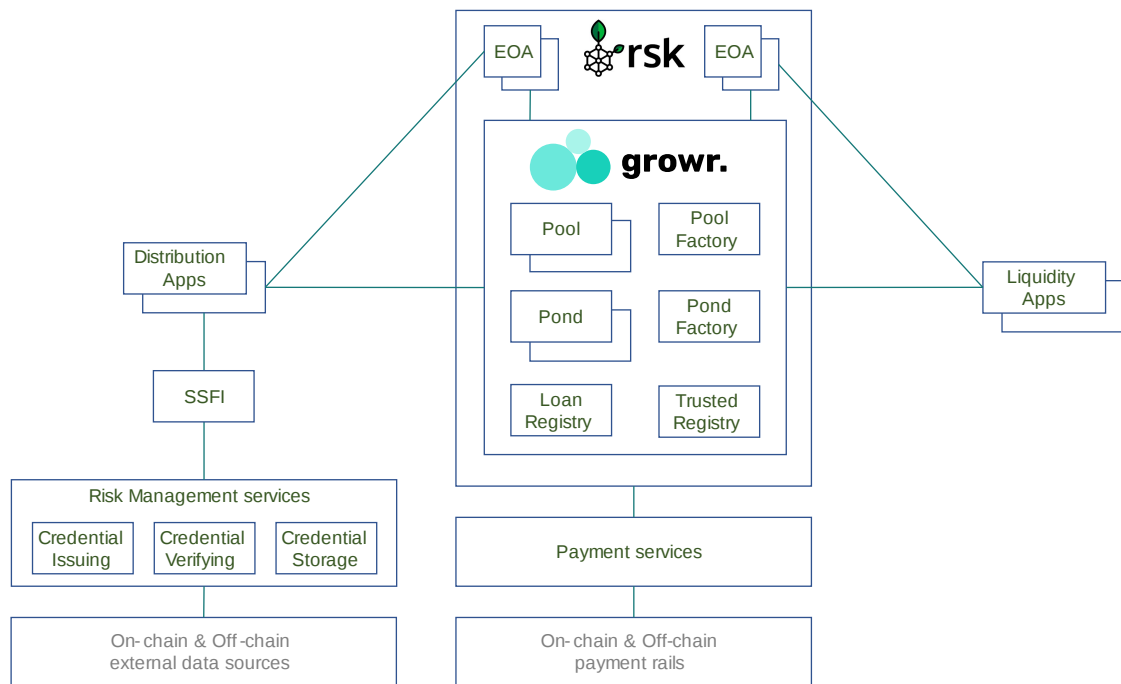 EOA
rsk
EOA
growr.
Pool
Pool
Factory
Distribution
Apps
Liquidity
Apps
Pond
Pond
Factory
SSFI
Loan
Registry
Trusted
Registry
Risk Management services
Credential
Issuing
Credential
Verifying
Credential
Storage
Payment services
On-chain & Off-chain
external data sources
On-chain & Off-chain
payment rails